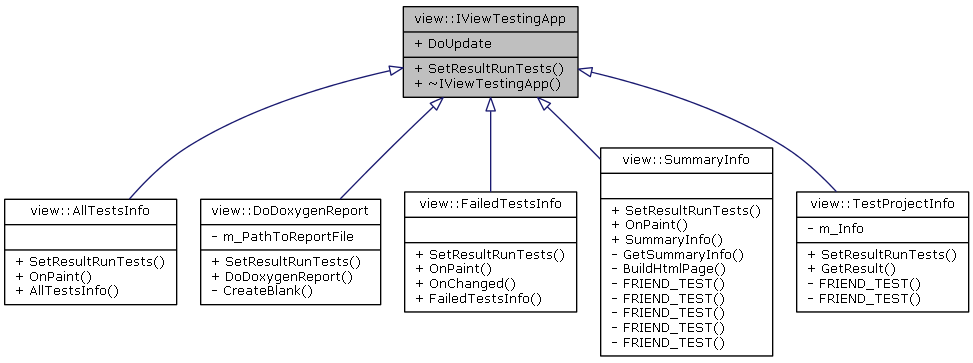 view::IViewTestingApp
+ DoUpdate
+ SetResultRunTests()
+ ~IViewTestingApp()
view::AllTestsInfo
+ SetResultRunTests()
+ OnPaint()
+ AllTestsInfo()
view::DoDoxygenReport
- m_PathToReportFile
+ SetResultRunTests()
+ DoDoxygenReport()
- CreateBlank()
view::FailedTestsInfo
+ SetResultRunTests()
+ OnPaint()
+ OnChanged()
+ FailedTestsInfo()
view::SummaryInfo
+ SetResultRunTests()
+ OnPaint()
+ SummaryInfo()
- GetSummaryInfo()
- BuildHtmlPage()
- FRIEND_TEST()
- FRIEND_TEST()
- FRIEND_TEST()
- FRIEND_TEST()
- FRIEND_TEST()
view::TestProjectInfo
- m_Info
+ SetResultRunTests()
+ GetResult()
- FRIEND_TEST()
- FRIEND_TEST()